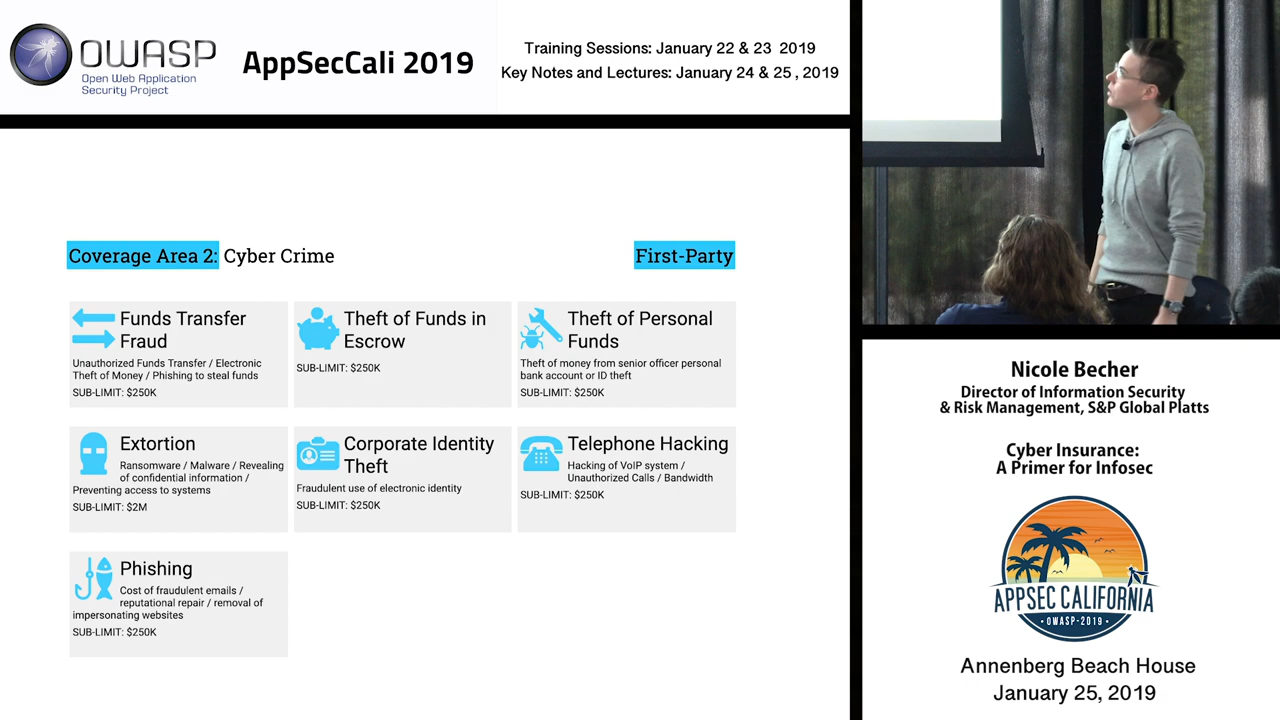 OWASP
Open Web Application
Security Project
AppSecCali 2019
Training Sessions: January 22 & 23 2019
Key Notes and Lectures: January 24 & 25 , 2019
Coverage Area 2: Cyber Crime
First-Party
Funds Transfer
Fraud
Unauthorized Funds Transfer / Electronic
Theft of Money / Phishing to steal funds
SUB-LIMIT: $250K
Theft of Funds in
Escrow
SUB-LIMIT: $250K
Theft of Personal
Funds
Theft of money from senior officer personal
bank account or ID theft
SUB-LIMIT: $250K
Extortion
Ransomware / Malware / Revealing
of confidential information /
Preventing access to systems
SUB-LIMIT: $2M
Corporate Identity
Theft
Fraudulent use of electronic identity
SUB-LIMIT: $250K
Telephone Hacking
Hacking of VoIP system /
Unauthorized Calls / Bandwidth
SUB-LIMIT: $250K
Phishing
Cost of fraudulent emails /
reputational repair / removal of
impersonating websites
SUB-LIMIT: $250K
Nicole Becher
Director of Information Security
& Risk Management, S&P Global Platts
Cyber Insurance:
A Primer for Infosec
APPSEC CALIFORNIA
• OWASP-2019 •
Annenberg Beach House
January 25, 2019